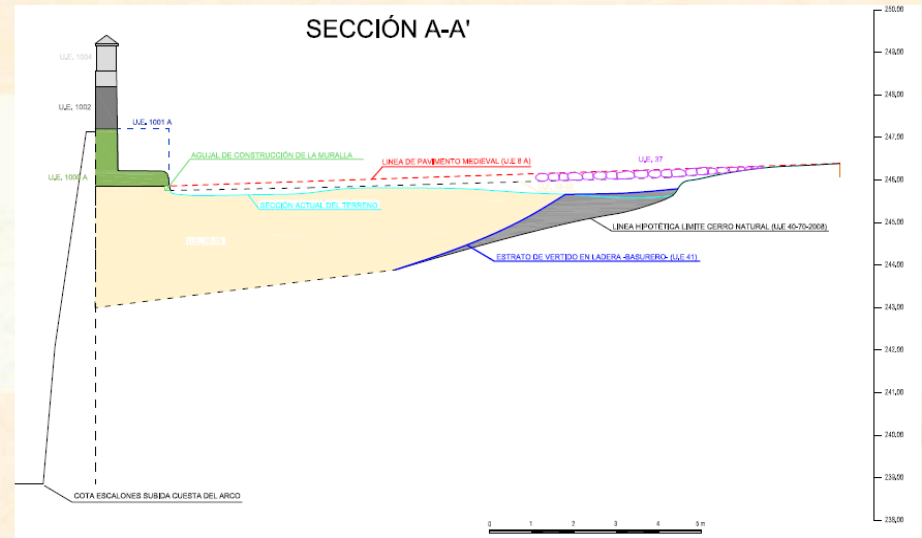 SECCIÓN A-A'
U.E. 1004
U.E. 1002
U.E. 1001 A
AGUJAL DE CONSTRUCCIÓN DE LA MURALLA
LINEA DE PAVIMENTO MEDIEVAL (U.E 8 A)
U.E. 37
U.E. 1000 A
SECCIÓN ACTUAL DEL TERRENO
LINEA HIPOTÉTICA LIMITE CERRO NATURAL (U.E 40-70-2008)
ESTRATO DE VERTIDO EN LADERA -BASURERO- (U.E 41)
COTA ESCALONES SUBIDA CUESTA DEL ARCO
250,00
249,00
248,00
247,00
246,00
245,00
244,00
243,00
242,00
241,00
240,00
239,00
238,00
0 1 2 3 4 5 m